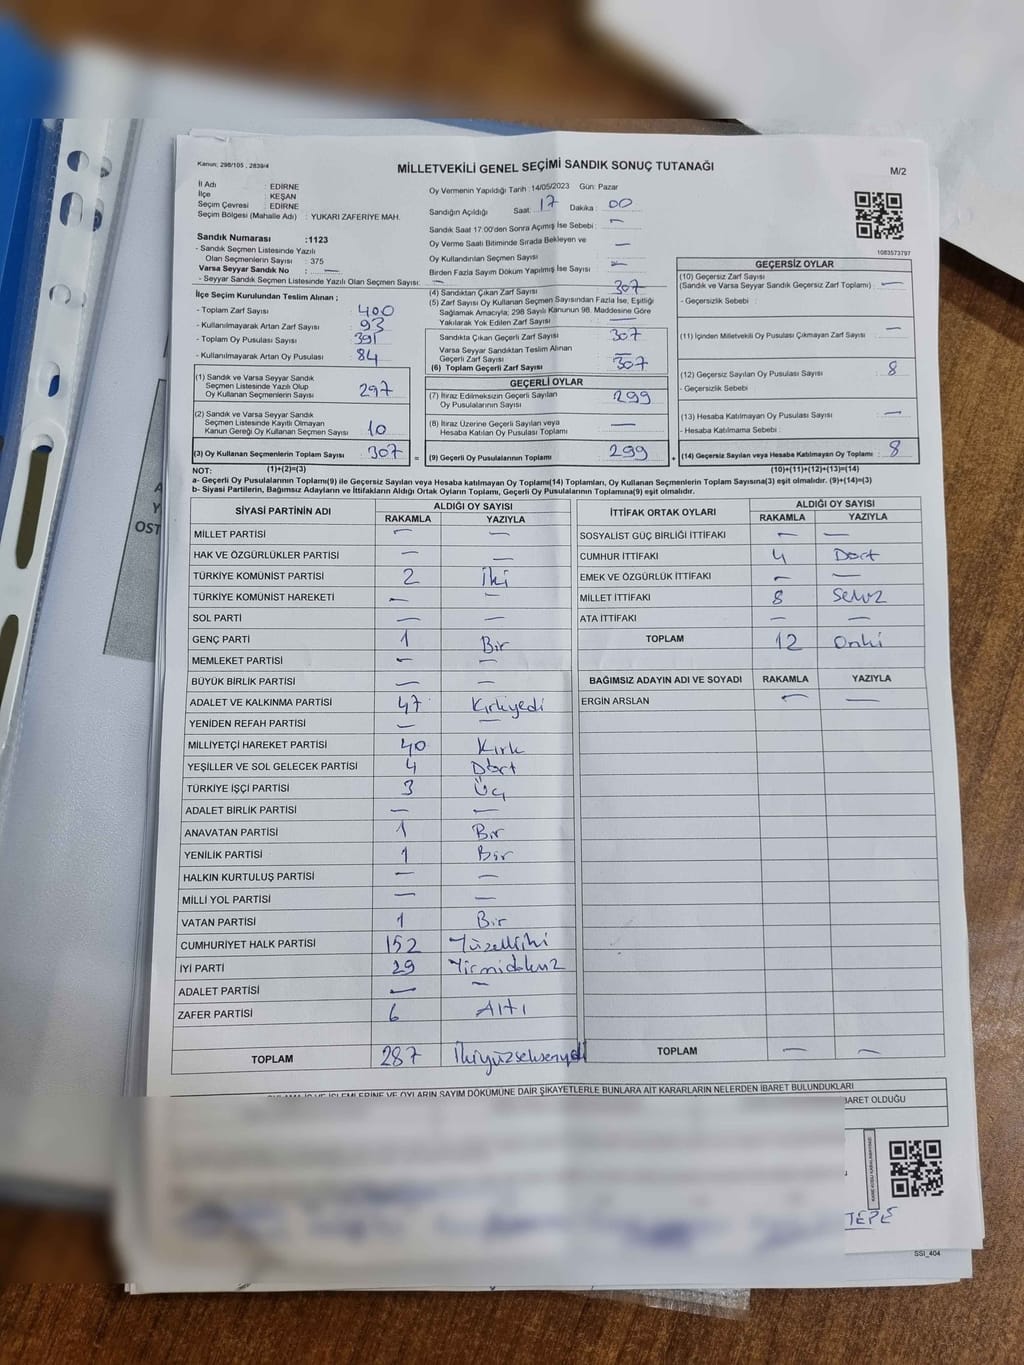 Kanun: 298/105 , 2839/4
MİLLETVEKİLİ GENEL SEÇİMİ SANDIK SONUÇ TUTANAĞI
M/2
İl Adı : EDİRNE
İlçe : KEŞAN
Seçim Çevresi : EDİRNE
Seçim Bölgesi (Mahalle Adı) : YUKARI ZAFERİYE MAH.
Sandık Numarası :1123
- Sandık Seçmen Listesinde Yazılı
Olan Seçmenlerin Sayısı : 375
Varsa Seyyar Sandık No : —
- Seyyar Sandık Seçmen Listesinde Yazılı Olan Seçmen Sayısı: —
Oy Vermenin Yapıldığı Tarih : 14/05/2023 Gün: Pazar
Sandığın Açıldığı Saat: 17 Dakika : 00
Sandık Saat 17:00'den Sonra Açımış İse Sebebi : —
Oy Verme Saati Bitiminde Sırada Bekleyen ve
Oy Kullandırılan Seçmen Sayısı —
Birden Fazla Sayım Döküm Yapılmış İse Sayısı —
1083573797
İlçe Seçim Kurulundan Teslim Alınan ;
- Toplam Zarf Sayısı : 400
- Kullanılmayarak Artan Zarf Sayısı : 93
- Toplam Oy Pusulası Sayısı : 391
- Kullanılmayarak Artan Oy Pusulası : 84
(1) Sandık ve Varsa Seyyar Sandık
Seçmen Listesinde Yazılı Olup
Oy Kullanan Seçmenlerin Sayısı : 297
(2) Sandık ve Varsa Seyyar Sandık
Seçmen Listesinde Kayıtlı Olmayan
Kanun Gereği Oy Kullanan Seçmen Sayısı : 10
(3) Oy Kullanan Seçmenlerin Toplam Sayısı : 307
(4) Sandıktan Çıkan Zarf Sayısı 307
(5) Zarf Sayısı Oy Kullanan Seçmen Sayısından Fazla İse, Eşitliği
Sağlamak Amacıyla; 298 Sayılı Kanunun 98. Maddesine Göre
Yakılarak Yok Edilen Zarf Sayısı : —
Sandıkta Çıkan Geçerli Zarf Sayısı : 307
Varsa Seyyar Sandıktan Teslim Alınan
Geçerli Zarf Sayısı : —
(6) Toplam Geçerli Zarf Sayısı : 307
GEÇERLİ OYLAR
(7) İtiraz Edilmeksizin Geçerli Sayılan
Oy Pusulalarının Sayısı : 299
(8) İtiraz Üzerine Geçerli Sayılan veya
Hesaba Katılan Oy Pusulası Toplamı : —
= (9) Geçerli Oy Pusulalarının Toplamı : 299
GEÇERSİZ OYLAR
(10) Geçersiz Zarf Sayısı
(Sandık ve Varsa Seyyar Sandık Geçersiz Zarf Toplamı) : —
- Geçersizlik Sebebi :
(11) İçinden Milletvekili Oy Pusulası Çıkmayan Zarf Sayısı : —
(12) Geçersiz Sayılan Oy Pusulası Sayısı : 8
- Geçersizlik Sebebi :
(13) Hesaba Katılmayan Oy Pusulası Sayısı : —
- Hesaba Katılmama Sebebi :
+ (14) Geçersiz Sayılan veya Hesaba Katılmayan Oy Toplamı : 8
NOT: (1)+(2)=(3) (10)+(11)+(12)+(13)=(14)
a- Geçerli Oy Pusulalarının Toplamı(9) ile Geçersiz Sayılan veya Hesaba Katılmayan Oy Toplamı(14) Toplamları, Oy Kullanan Seçmenlerin Toplam Sayısına(3) eşit olmalıdır. (9)+(14)=(3)
b- Siyasi Partilerin, Bağımsız Adayların ve İttifakların Aldığı Ortak Oyların Toplamı, Geçerli Oy Pusulalarının Toplamına(9) eşit olmalıdır.
SİYASİ PARTİNİN ADI ALDIĞI OY SAYISI
RAKAMLA YAZIYLA
MİLLET PARTİSİ — —
HAK VE ÖZGÜRLÜKLER PARTİSİ — —
TÜRKİYE KOMÜNİST PARTİSİ 2 İki
TÜRKİYE KOMÜNİST HAREKETİ — —
SOL PARTİ — —
GENÇ PARTİ 1 Bir
MEMLEKET PARTİSİ — —
BÜYÜK BİRLİK PARTİSİ — —
ADALET VE KALKINMA PARTİSİ 47 Kırkyedi
YENİDEN REFAH PARTİSİ — —
MİLLİYETÇİ HAREKET PARTİSİ 40 Kırk
YEŞİLLER VE SOL GELECEK PARTİSİ 4 Dört
TÜRKİYE İŞÇİ PARTİSİ 3 Üç
ADALET BİRLİK PARTİSİ — —
ANAVATAN PARTİSİ 1 Bir
YENİLİK PARTİSİ 1 Bir
HALKIN KURTULUŞ PARTİSİ — —
MİLLİ YOL PARTİSİ — —
VATAN PARTİSİ 1 Bir
CUMHURİYET HALK PARTİSİ 152 Yüzelliiki
İYİ PARTİ 29 Yirmidokuz
ADALET PARTİSİ — —
ZAFER PARTİSİ 6 Altı
TOPLAM 287 İkiyüzseksenyedi
İTTİFAK ORTAK OYLARI ALDIĞI OY SAYISI
RAKAMLA YAZIYLA
SOSYALİST GÜÇ BİRLİĞİ İTTİFAKI — —
CUMHUR İTTİFAKI 4 Dört
EMEK VE ÖZGÜRLÜK İTTİFAKI — —
MİLLET İTTİFAKI 8 Sekiz
ATA İTTİFAKI — —
TOPLAM 12 Oniki
BAĞIMSIZ ADAYIN ADI VE SOYADI RAKAMLA YAZIYLA
ERGİN ARSLAN — —
TOPLAM — —
VE OYLARIN SAYIM DÖKÜMÜNE DAİR ŞİKAYETLERLE BUNLARA AİT KARARLARIN NELERDEN İBARET BULUNDUKLARI
İBARET OLDUĞU
TEPE
SSİ_404